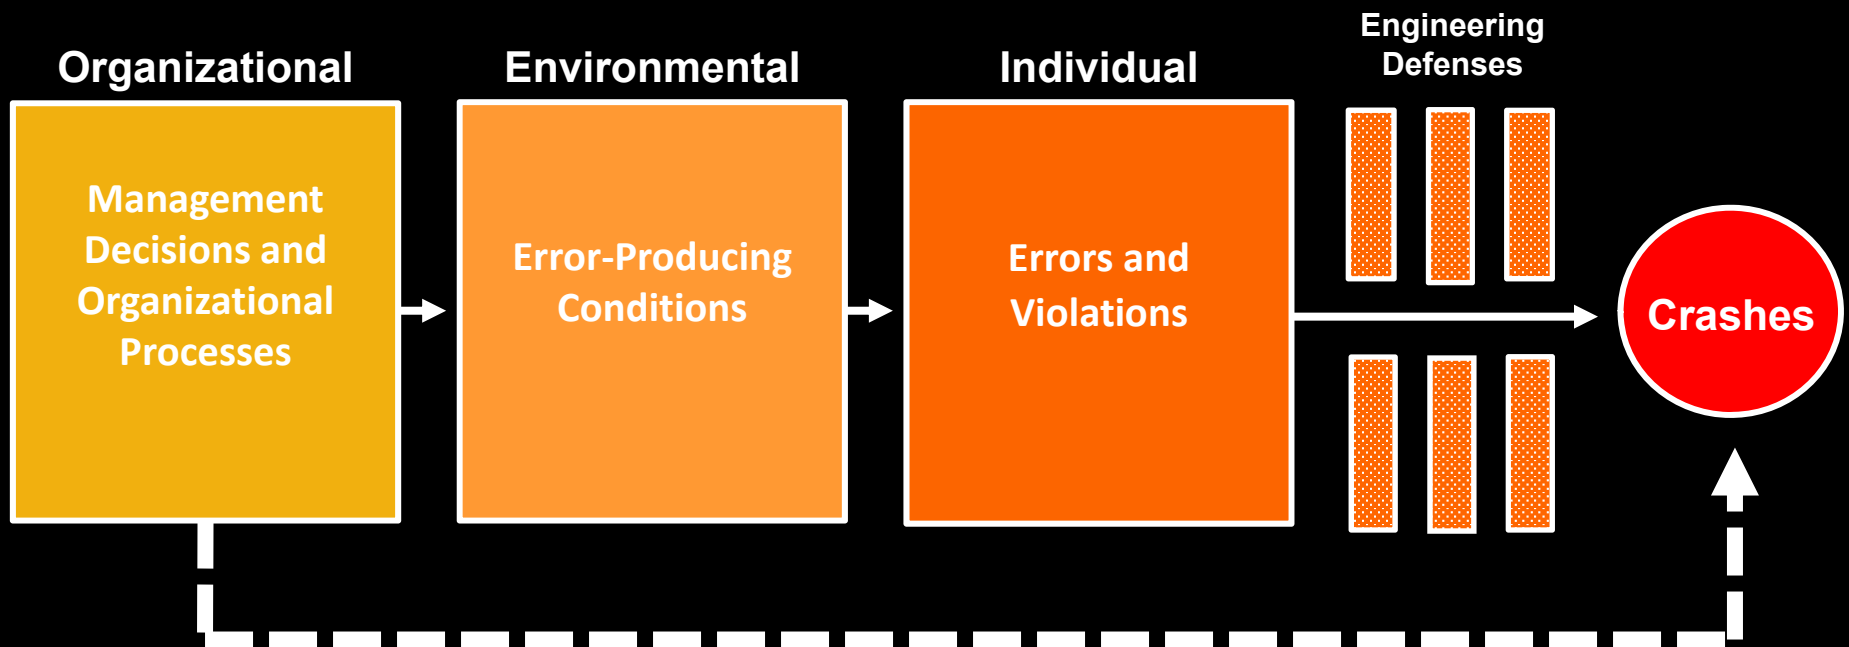 Organizational
Management
Decisions and
Organizational
Processes
Environmental
Error-Producing
Conditions
Individual
Errors and
Violations
Engineering
Defenses
Crashes